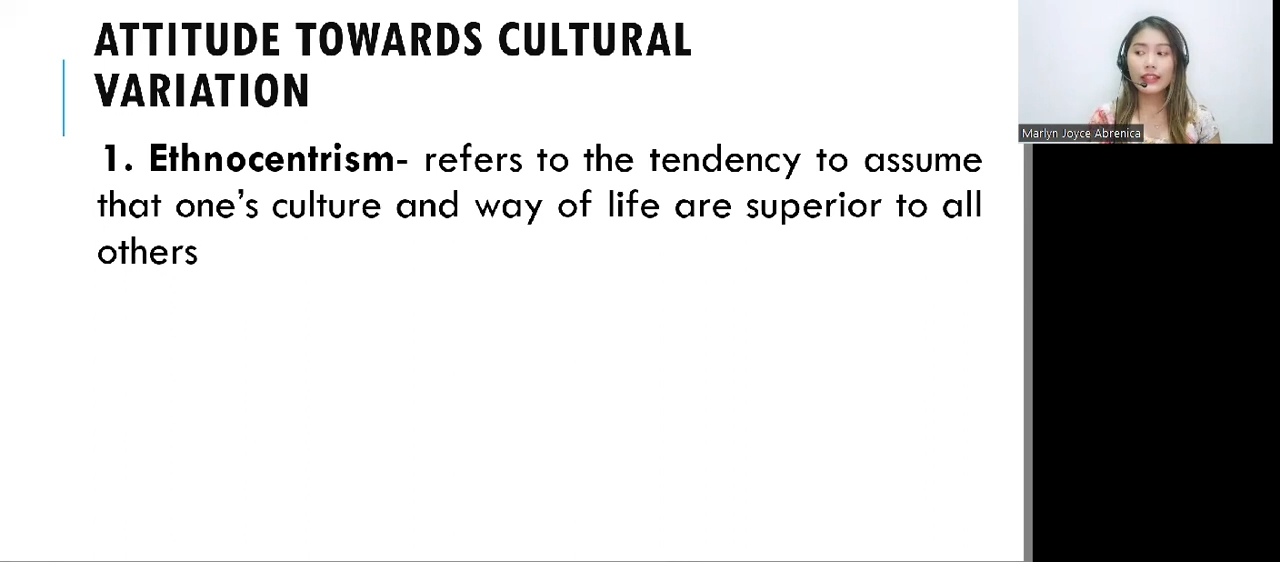 ATTITUDE TOWARDS CULTURAL
VARIATION
1. Ethnocentrism- refers to the tendency to assume
that one’s culture and way of life are superior to all
others
Marlyn Joyce Abrenica